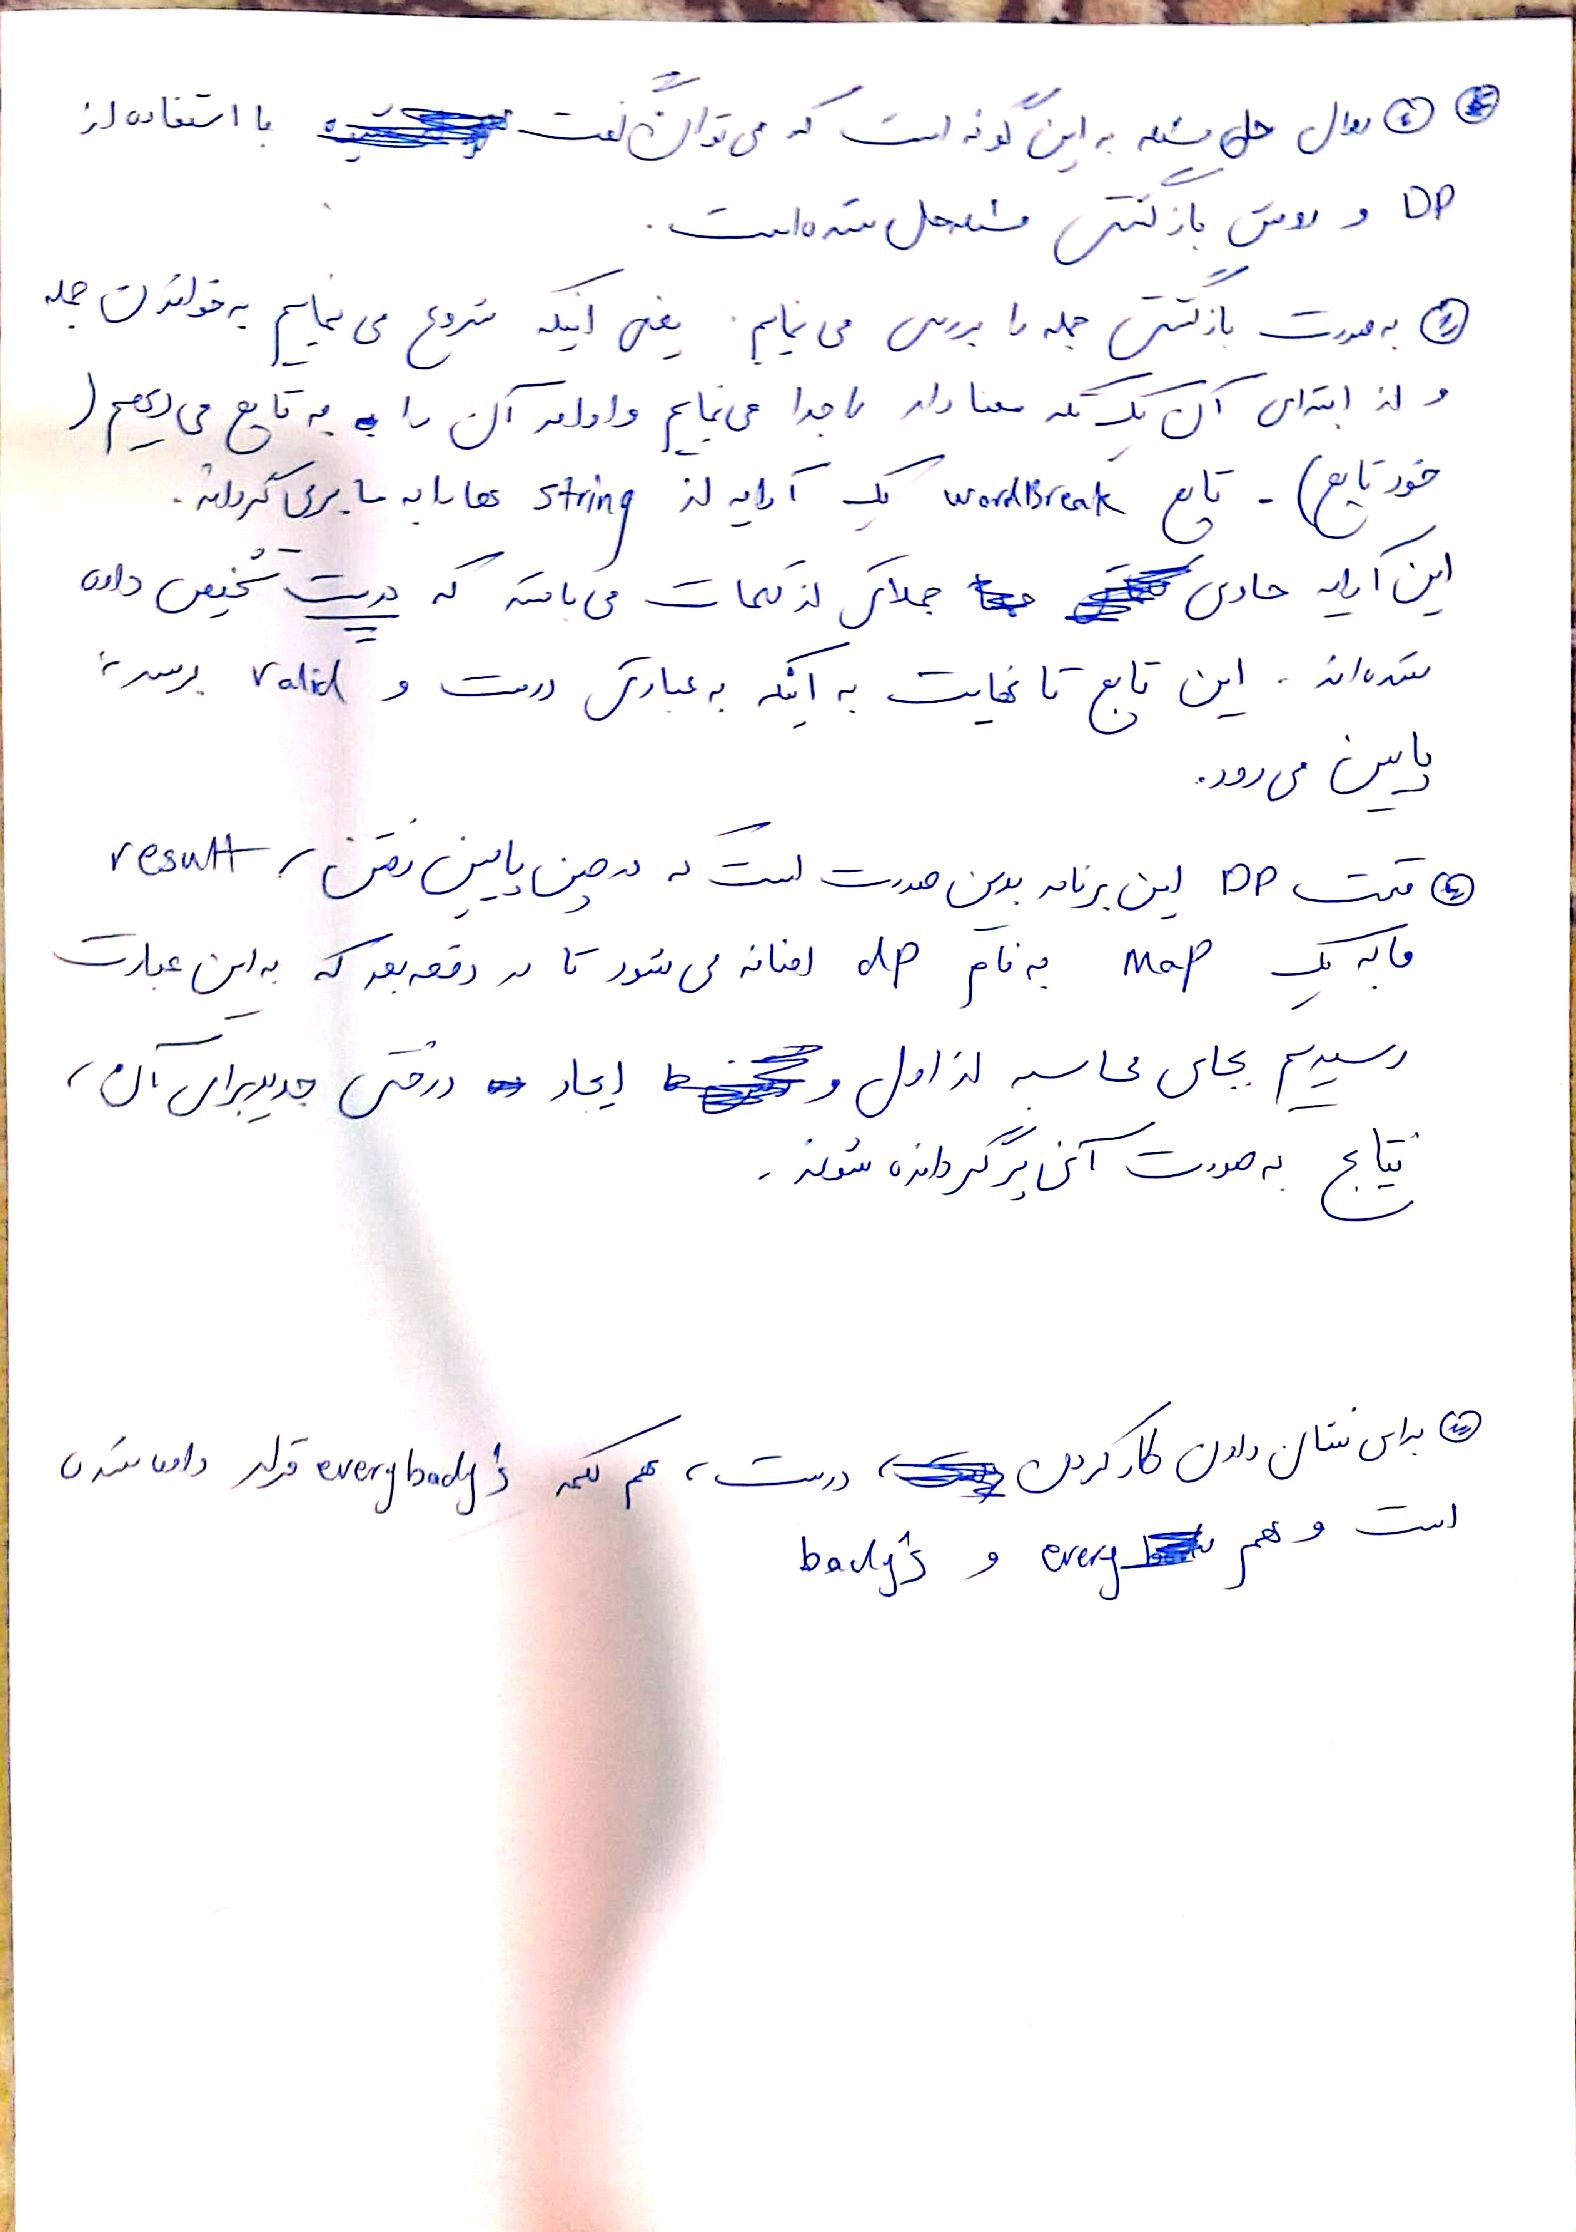 ① روال حل مسئله به این گونه است که می توان گفت با استفاده از
DP و روش بازگشتی مسئله حل شده است.
② به صورت بازگشتی جمله را بررسی می نماییم. یعنی اینکه شروع می نماییم به خواندن جمله
و از ابتدای آن یک تکه معنادار را جدا می نماییم و ادامه آن را به تابع می دهیم (
خود تابع) - تابع wordBreak یک آرایه از string ها را به ما برمی گرداند.
این آرایه حاوی جملاتی از کلمات می باشد که درست تشخیص داده
شده اند. این تابع تا نهایت به اینکه به عبارتی درست و valid برسد،
پایین می رود.
③ قسمت DP این برنامه بدین صورت است که در حین پایین رفتن، result
ها به یک Map به نام dp اضافه می شود تا در دفعه بعد که به این عبارت
رسیدیم بجای محاسبه از اول و ایجاد درختی جدید برای آن،
نتایج به صورت آنی برگردانده شوند.
④ برای نشان دادن کار کردن درست، هم کلمه everybody's قرار داده شده
است و هم every و body's